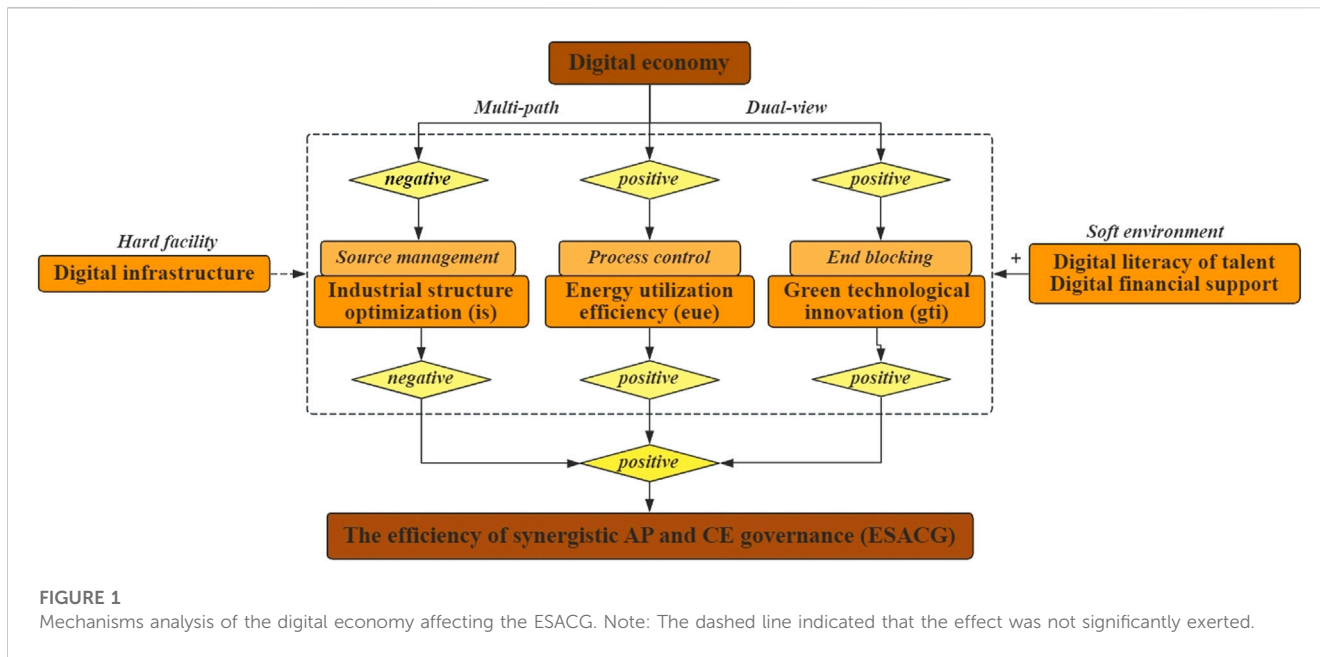 Digital economy
Multi-path
Dual-view
negative
positive
positive
Hard facility
Digital infrastructure
Source management
Industrial structure
optimization (is)
Process control
Energy utilization
efficiency (eue)
End blocking
Green technological
innovation (gti)
Soft environment
+
Digital literacy of talent
Digital financial support
negative
positive
positive
positive
The efficiency of synergistic AP and CE governance (ESACG)
FIGURE 1
Mechanisms analysis of the digital economy affecting the ESACG. Note: The dashed line indicated that the effect was not significantly exerted.